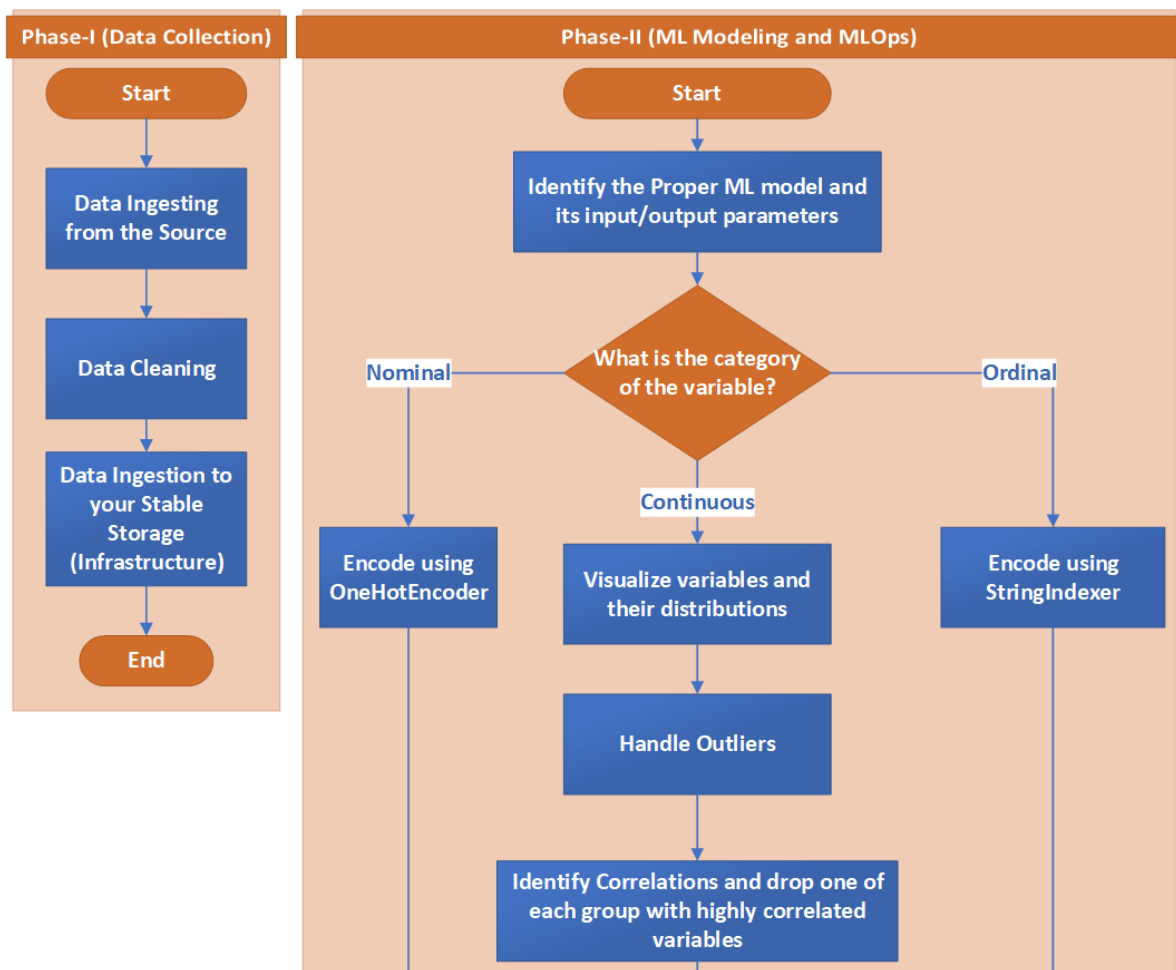 Phase-I (Data Collection)
Start
Data Ingesting
from the Source
Data Cleaning
Data Ingestion to
your Stable
Storage
(Infrastructure)
End
Phase-II (ML Modeling and MLOps)
Start
Identify the Proper ML model and
its input/output parameters
What is the category
of the variable?
Nominal
Continuous
Ordinal
Encode using
OneHotEncoder
Visualize variables and
their distributions
Encode using
StringIndexer
Handle Outliers
Identify Correlations and drop one of
each group with highly correlated
variables